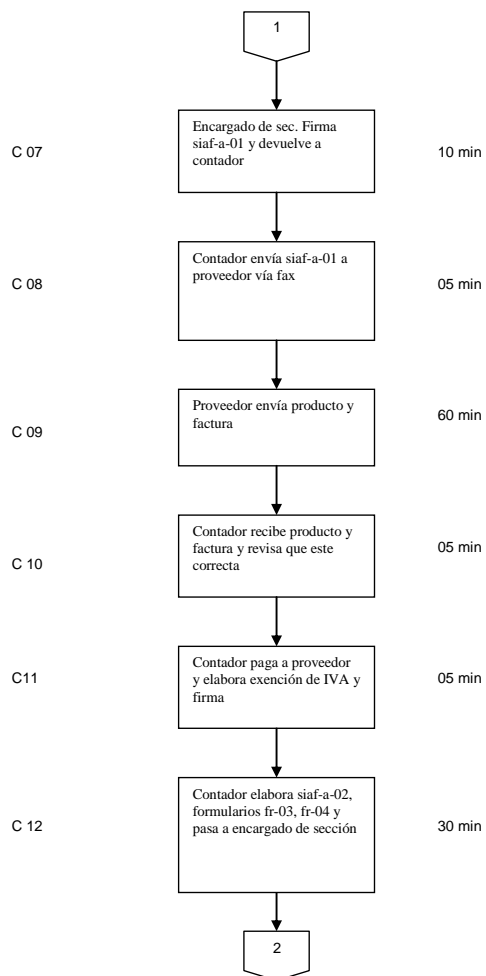 1
C 07
Encargado de sec. Firma
siaf-a-01 y devuelve a
contador
10 min
C 08
Contador envía siaf-a-01 a
proveedor vía fax
05 min
C 09
Proveedor envía producto y
factura
60 min
C 10
Contador recibe producto y
factura y revisa que este
correcta
05 min
C11
Contador paga a proveedor
y elabora exención de IVA y
firma
05 min
C 12
Contador elabora siaf-a-02,
formularios fr-03, fr-04 y
pasa a encargado de sección
30 min
2